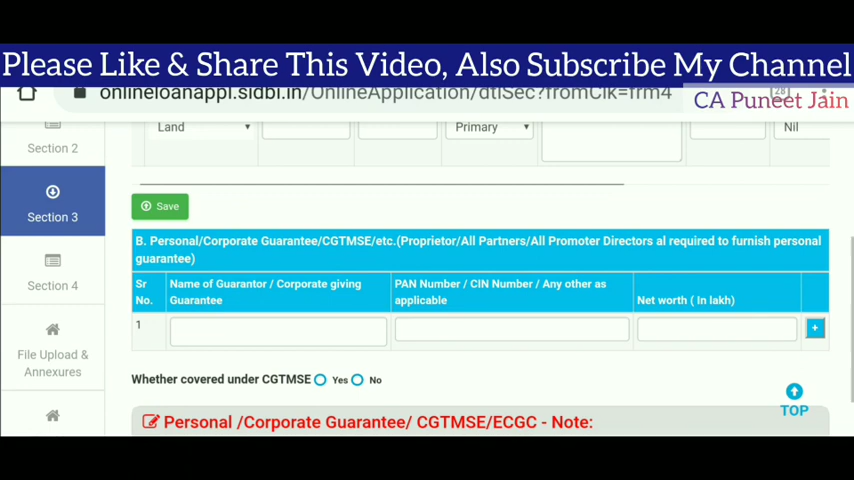 Please Like & Share This Video, Also Subscribe My Channel
onlineloanappl.sidbi.in/OnlineApplication/dtlSec?fromClk=frm4
28
CA Puneet Jain
Section 2
Land
Primary
Nil
Section 3
Save
B. Personal/Corporate Guarantee/CGTMSE/etc.(Proprietor/All Partners/All Promoter Directors al required to furnish personal
guarantee)
Sr
No.
Name of Guarantor / Corporate giving
Guarantee
PAN Number / CIN Number / Any other as
applicable
Net worth ( In lakh)
Section 4
1
+
File Upload &
Annexures
Whether covered under CGTMSE Yes No
TOP
Personal /Corporate Guarantee/ CGTMSE/ECGC - Note: